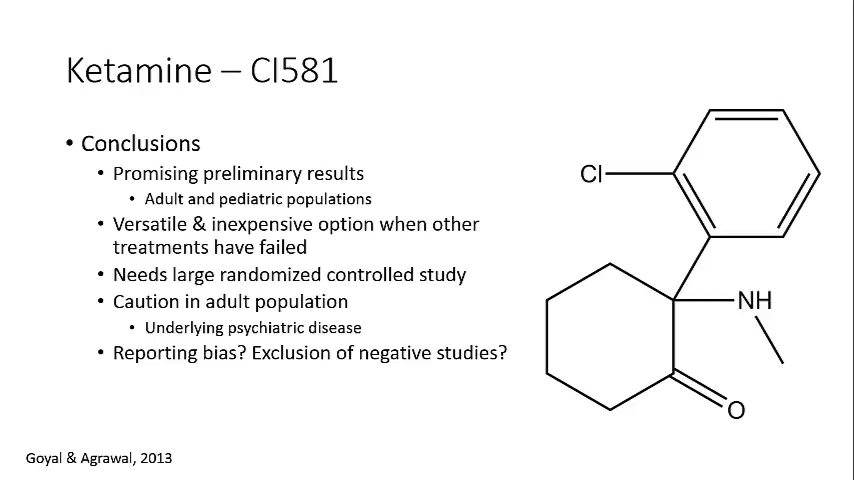 Ketamine – CI581
• Conclusions
• Promising preliminary results
• Adult and pediatric populations
• Versatile & inexpensive option when other
treatments have failed
• Needs large randomized controlled study
• Caution in adult population
• Underlying psychiatric disease
• Reporting bias? Exclusion of negative studies?
Cl
NH
O
Goyal & Agrawal, 2013